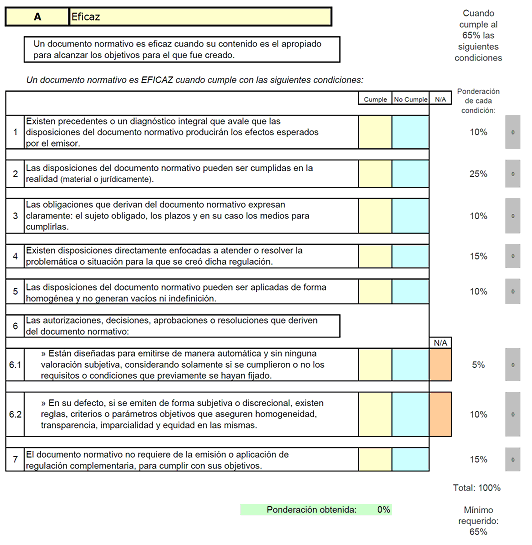 A Eficaz
Cuando
cumple al
65% las
siguientes
condiciones
Un documento normativo es eficaz cuando su contenido es el apropiado
para alcanzar los objetivos para el que fue creado.
Un documento normativo es EFICAZ cuando cumple con las siguientes condiciones:
Cumple No Cumple N/A
Ponderación
de cada
condición:
1 Existen precedentes o un diagnóstico integral que avale que las
disposiciones del documento normativo producirán los efectos esperados
por el emisor.
10% 0
2 Las disposiciones del documento normativo pueden ser cumplidas en la
realidad (material o jurídicamente).
25% 0
3 Las obligaciones que derivan del documento normativo expresan
claramente: el sujeto obligado, los plazos y en su caso los medios para
cumplirlas.
10% 0
4 Existen disposiciones directamente enfocadas a atender o resolver la
problemática o situación para la que se creó dicha regulación.
15% 0
5 Las disposiciones del documento normativo pueden ser aplicadas de forma
homogénea y no generan vacíos ni indefinición.
10% 0
6 Las autorizaciones, decisiones, aprobaciones o resoluciones que deriven
del documento normativo:
N/A
6.1 » Están diseñadas para emitirse de manera automática y sin ninguna
valoración subjetiva, considerando solamente si se cumplieron o no los
requisitos o condiciones que previamente se hayan fijado.
5% 0
6.2 » En su defecto, si se emiten de forma subjetiva o discrecional, existen
reglas, criterios o parámetros objetivos que aseguren homogeneidad,
transparencia, imparcialidad y equidad en las mismas.
10% 0
7 El documento normativo no requiere de la emisión o aplicación de
regulación complementaria, para cumplir con sus objetivos.
15% 0
Total: 100%
Ponderación obtenida: 0%
Mínimo
requerido:
65%